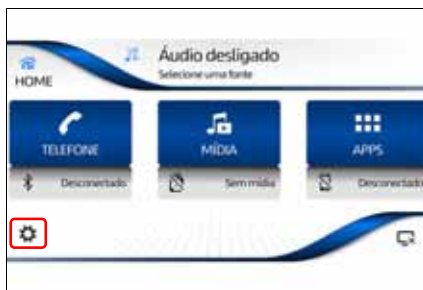 Áudio desligado
Selecione uma fonte
HOME
TELEFONE
MÍDIA
APPS
Desconectado
Sem mídia
Desconectado